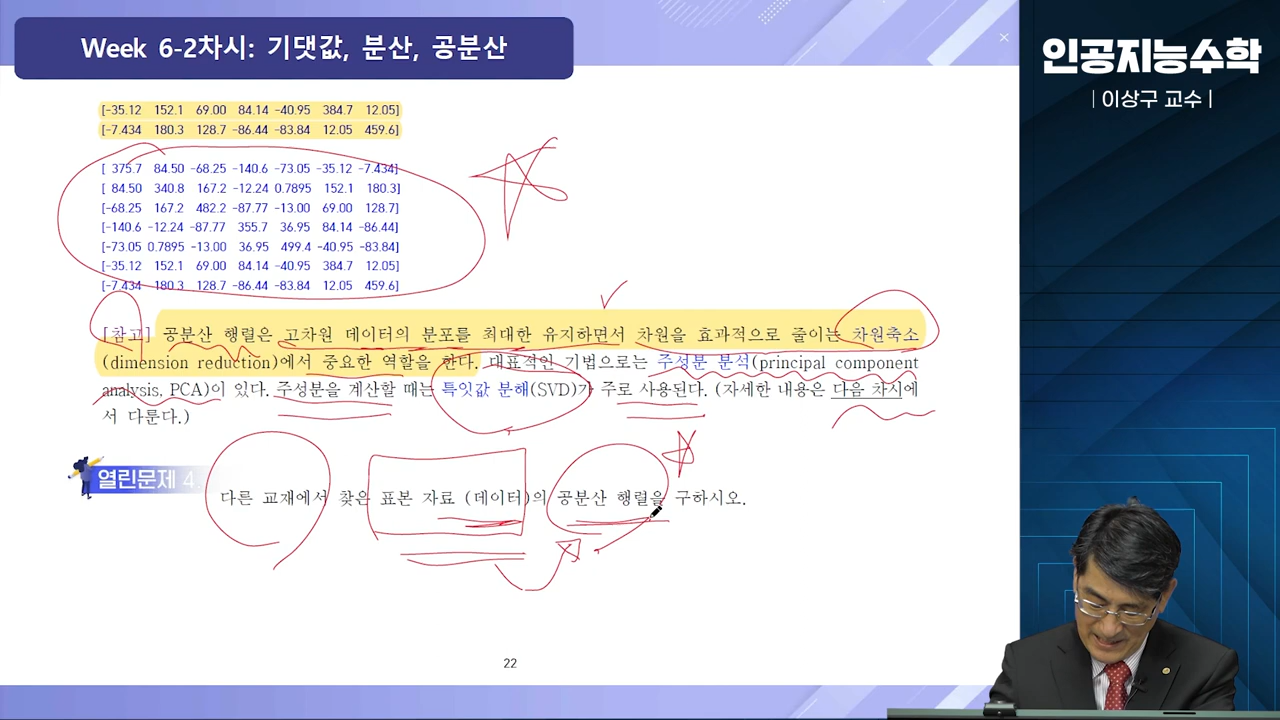 Week 6-2차시: 기댓값, 분산, 공분산
인공지능수학
| 이상구 교수 |
[-35.12 152.1 69.00 84.14 -40.95 384.7 12.05]
[-7.434 180.3 128.7 -86.44 -83.84 12.05 459.6]
[ 375.7 84.50 -68.25 -140.6 -73.05 -35.12 -7.434]
[ 84.50 340.8 167.2 -12.24 0.7895 152.1 180.3]
[-68.25 167.2 482.2 -87.77 -13.00 69.00 128.7]
[-140.6 -12.24 -87.77 355.7 36.95 84.14 -86.44]
[-73.05 0.7895 -13.00 36.95 499.4 -40.95 -83.84]
[-35.12 152.1 69.00 84.14 -40.95 384.7 12.05]
[-7.434 180.3 128.7 -86.44 -83.84 12.05 459.6]
[참고] 공분산 행렬은 고차원 데이터의 분포를 최대한 유지하면서 차원을 효과적으로 줄이는 차원축소
(dimension reduction)에서 중요한 역할을 한다. 대표적인 기법으로는 주성분 분석(principal component
analysis, PCA)이 있다. 주성분을 계산할 때는 특잇값 분해(SVD)가 주로 사용된다. (자세한 내용은 다음 차시에
서 다룬다.)
열린문제 4.
다른 교재에서 찾은 표본 자료 (데이터)의 공분산 행렬을 구하시오.
22